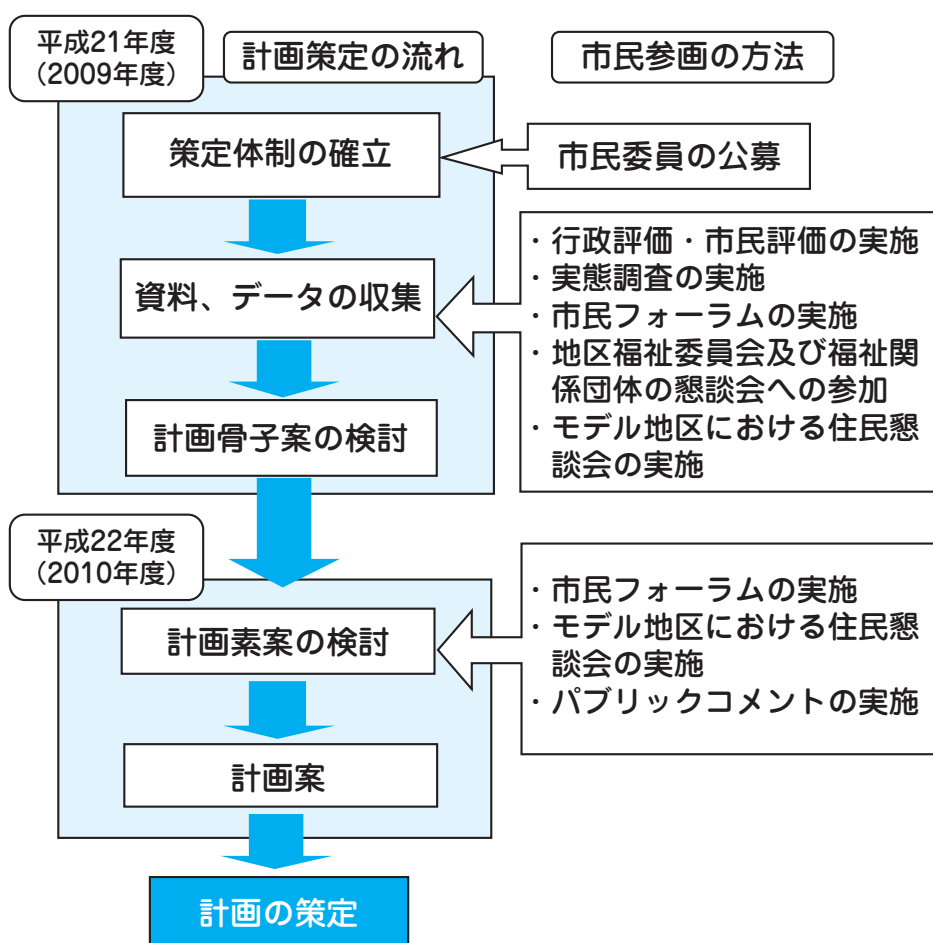 平成21年度
(2009年度)
計画策定の流れ
市民参画の方法
策定体制の確立
市民委員の公募
資料、データの収集
・行政評価・市民評価の実施
・実態調査の実施
・市民フォーラムの実施
・地区福祉委員会及び福祉関
係団体の懇談会への参加
・モデル地区における住民懇
談会の実施
計画骨子案の検討
平成22年度
(2010年度)
計画素案の検討
・市民フォーラムの実施
・モデル地区における住民懇
談会の実施
・パブリックコメントの実施
計画案
計画の策定